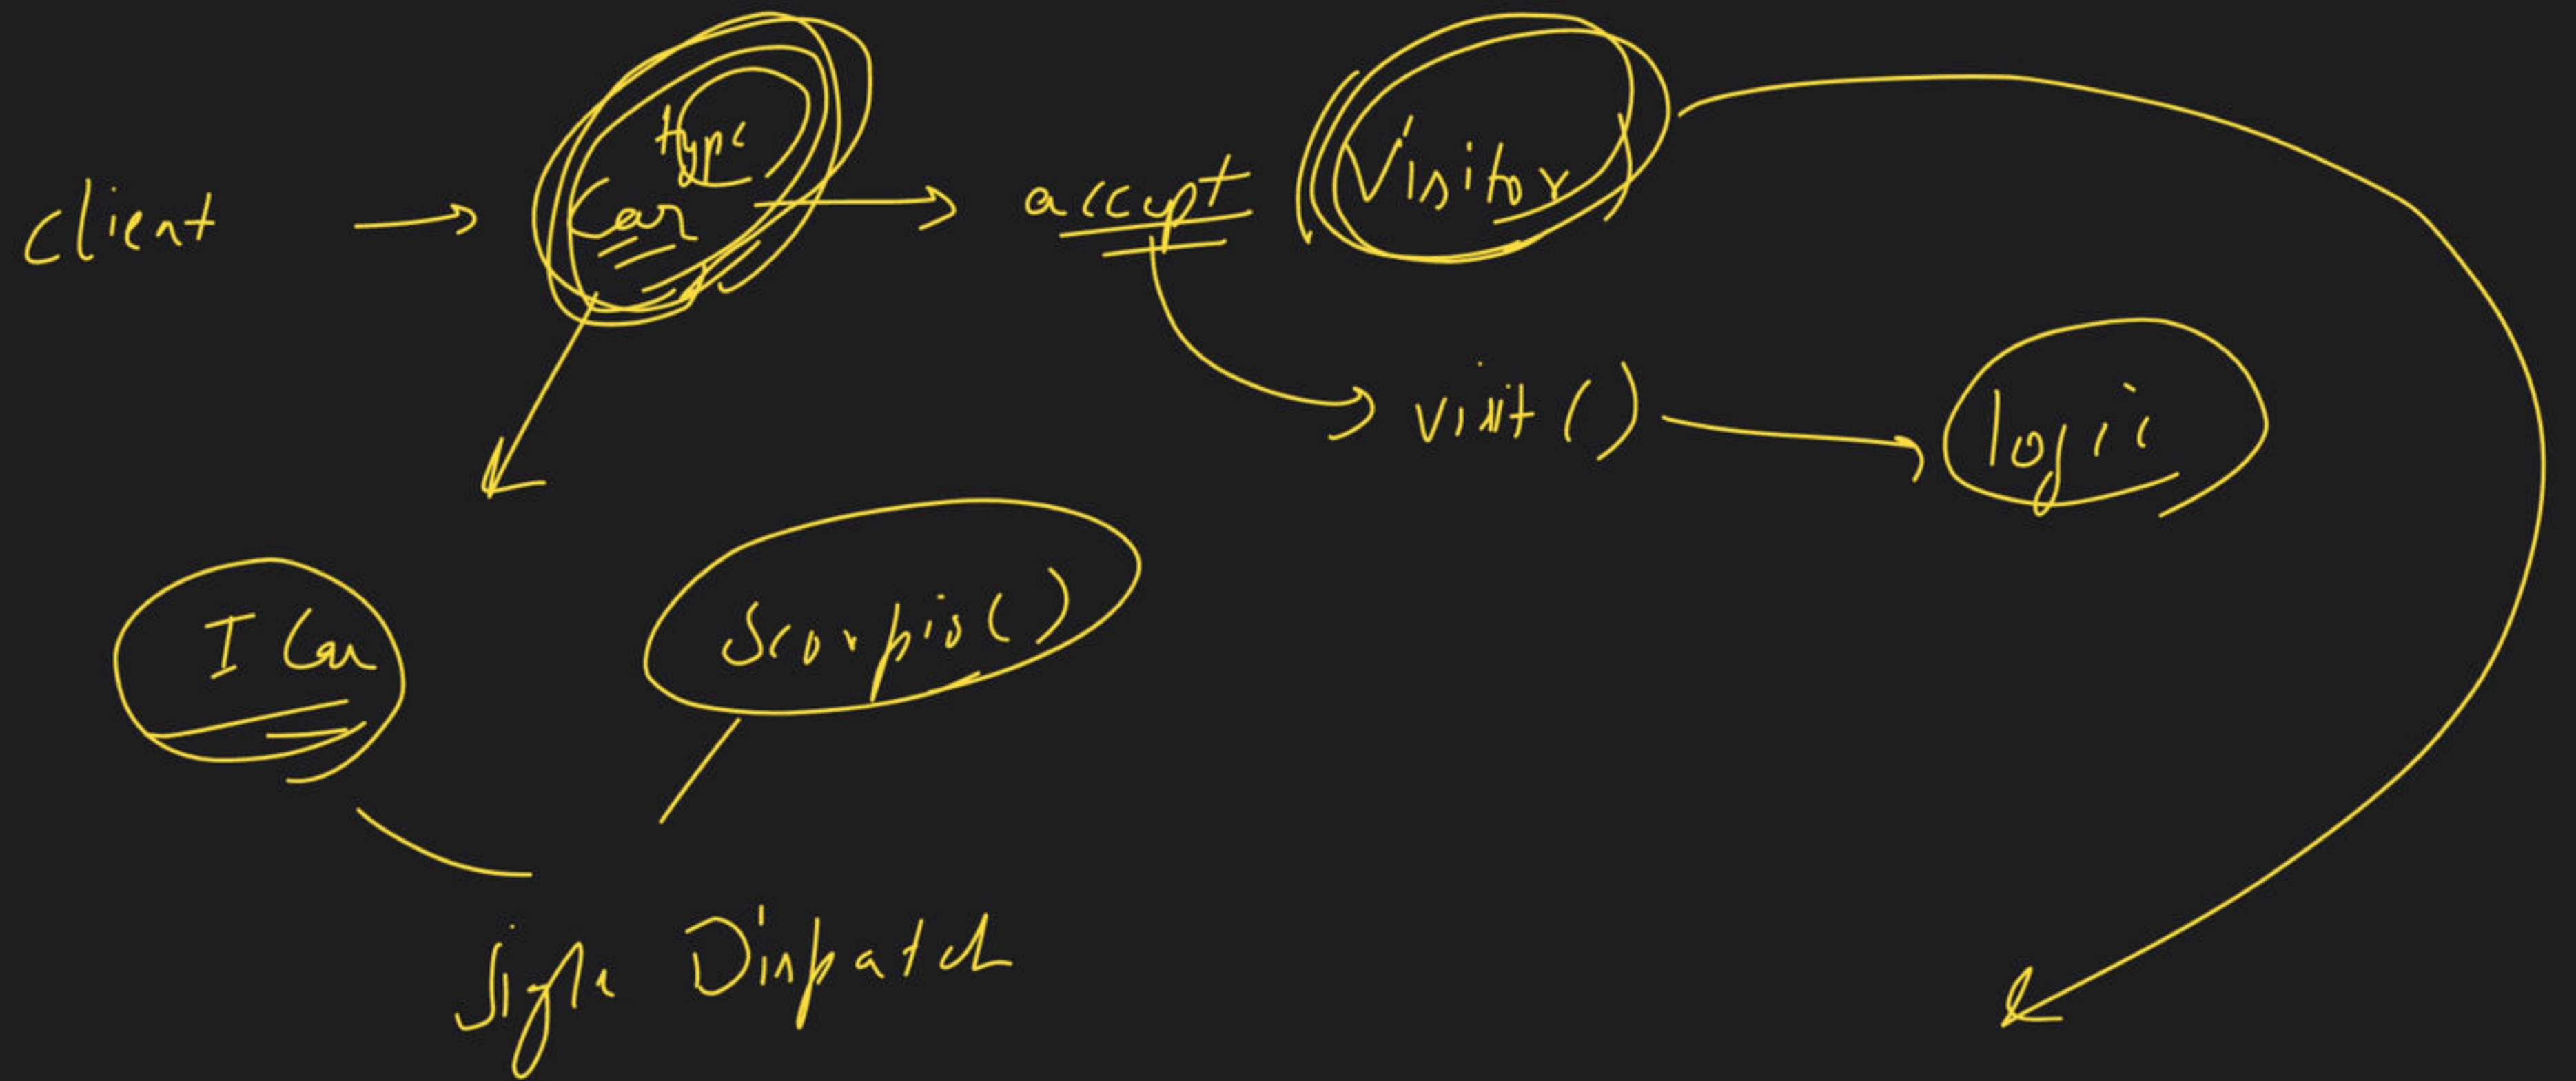 client
type
Car
accept
Visitor
visit()
logic
I Car
Scorpio()
Single Dispatch